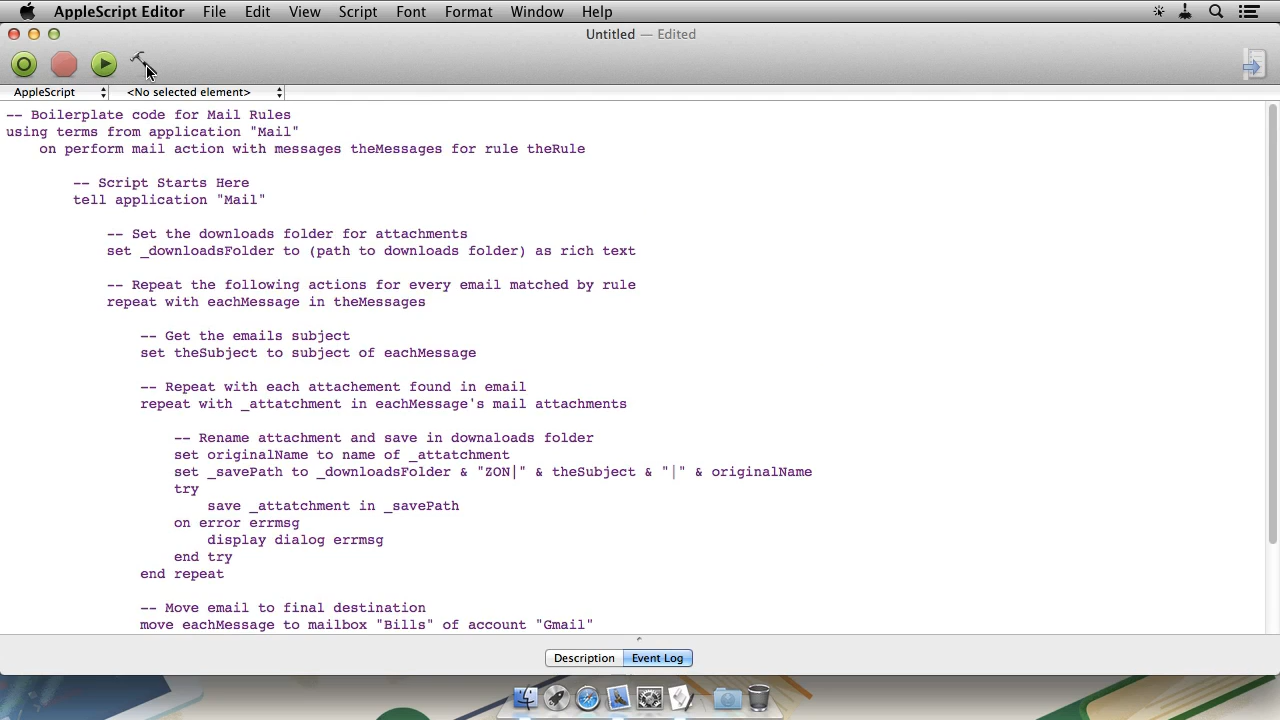 AppleScript Editor File Edit View Script Font Format Window Help
Untitled — Edited
AppleScript <No selected element>
-- Boilerplate code for Mail Rules
using terms from application "Mail"
on perform mail action with messages theMessages for rule theRule
-- Script Starts Here
tell application "Mail"
-- Set the downloads folder for attachments
set _downloadsFolder to (path to downloads folder) as rich text
-- Repeat the following actions for every email matched by rule
repeat with eachMessage in theMessages
-- Get the emails subject
set theSubject to subject of eachMessage
-- Repeat with each attachement found in email
repeat with _attatchment in eachMessage's mail attachments
-- Rename attachment and save in downaloads folder
set originalName to name of _attatchment
set _savePath to _downloadsFolder & "ZON|" & theSubject & "|" & originalName
try
save _attatchment in _savePath
on error errmsg
display dialog errmsg
end try
end repeat
-- Move email to final destination
move eachMessage to mailbox "Bills" of account "Gmail"
Description Event Log